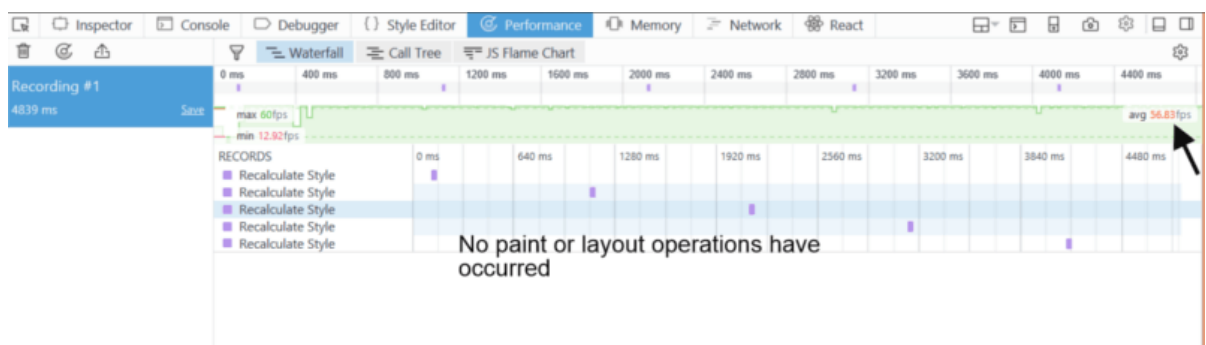 Inspector Console Debugger {} Style Editor Performance Memory Network React
Waterfall Call Tree JS Flame Chart
Recording #1
4839 ms Save
0 ms 400 ms 800 ms 1200 ms 1600 ms 2000 ms 2400 ms 2800 ms 3200 ms 3600 ms 4000 ms 4400 ms
max 60fps
avg 56.83fps
min 12.92fps
RECORDS 0 ms 640 ms 1280 ms 1920 ms 2560 ms 3200 ms 3840 ms 4480 ms
Recalculate Style
Recalculate Style
Recalculate Style
Recalculate Style
Recalculate Style
No paint or layout operations have
occurred